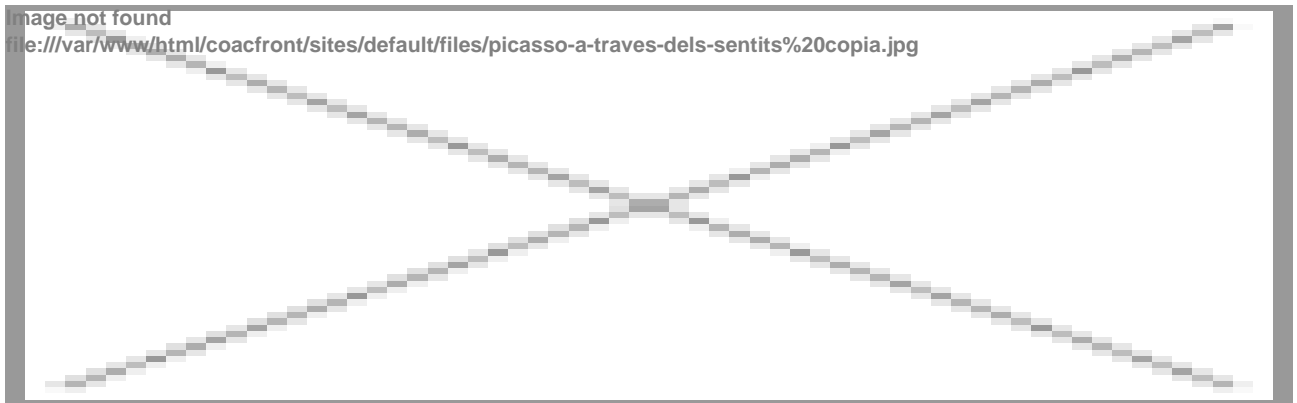 Image not found
file:///var/www/html/coacfront/sites/default/files/picasso-a-traves-dels-sentits%20copia.jpg